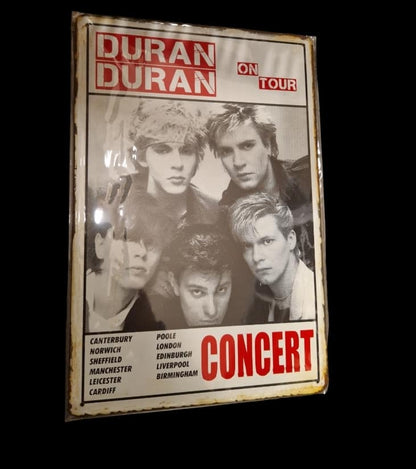 DURAN
DURAN
ON
TOUR
CANTERBURY
NORWICH
SHEFFIELD
MANCHESTER
LEICESTER
CARDIFF
POOLE
LONDON
EDINBURGH
LIVERPOOL
BIRMINGHAM
CONCERT